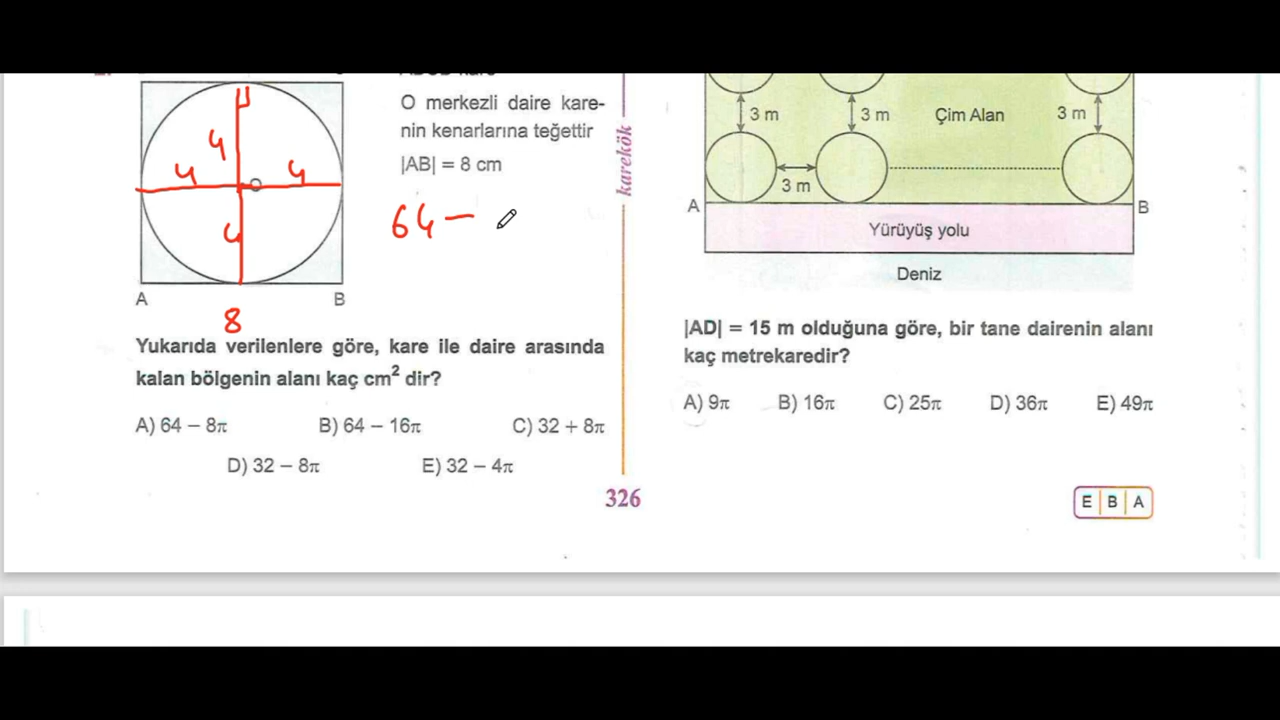 O merkezli daire kare-
nin kenarlarına teğettir
|AB| = 8 cm
64 −
4
4
4
4
O
A
B
8
Yukarıda verilenlere göre, kare ile daire arasında
kalan bölgenin alanı kaç cm² dir?
A) 64 − 8π B) 64 − 16π C) 32 + 8π
D) 32 − 8π E) 32 − 4π
karekök
3 m
3 m
Çim Alan
3 m
3 m
A
B
Yürüyüş yolu
Deniz
|AD| = 15 m olduğuna göre, bir tane dairenin alanı
kaç metrekaredir?
A) 9π B) 16π C) 25π D) 36π E) 49π
326
E B A